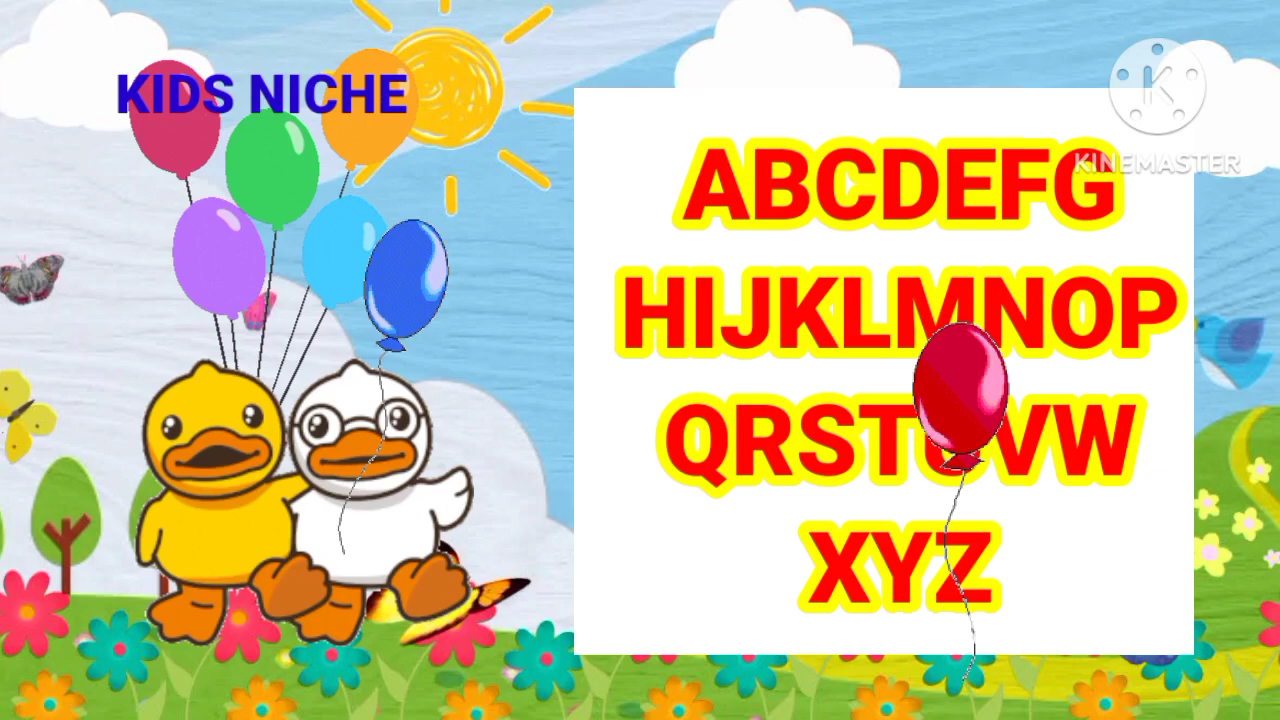 KIDS NICHE
ABCDEFG
HIJKLMNOP
QRSTUVW
XYZ
KINEMASTER